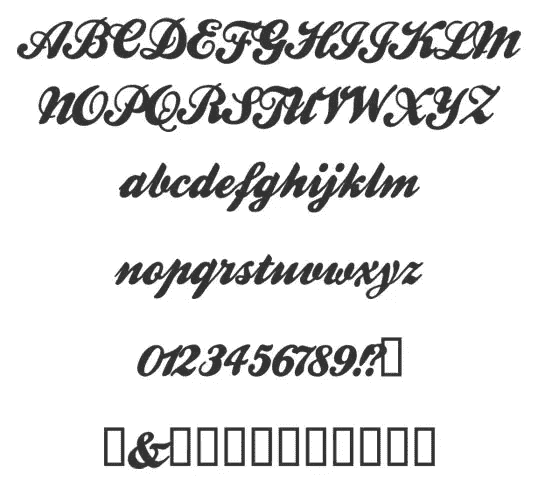 ABCDEFGHIJKLM
NOPQRSTUVWXYZ
abcdefghijklm
nopqrstuvwxyz
0123456789!?▯
▯&▯▯▯▯▯▯▯▯▯▯